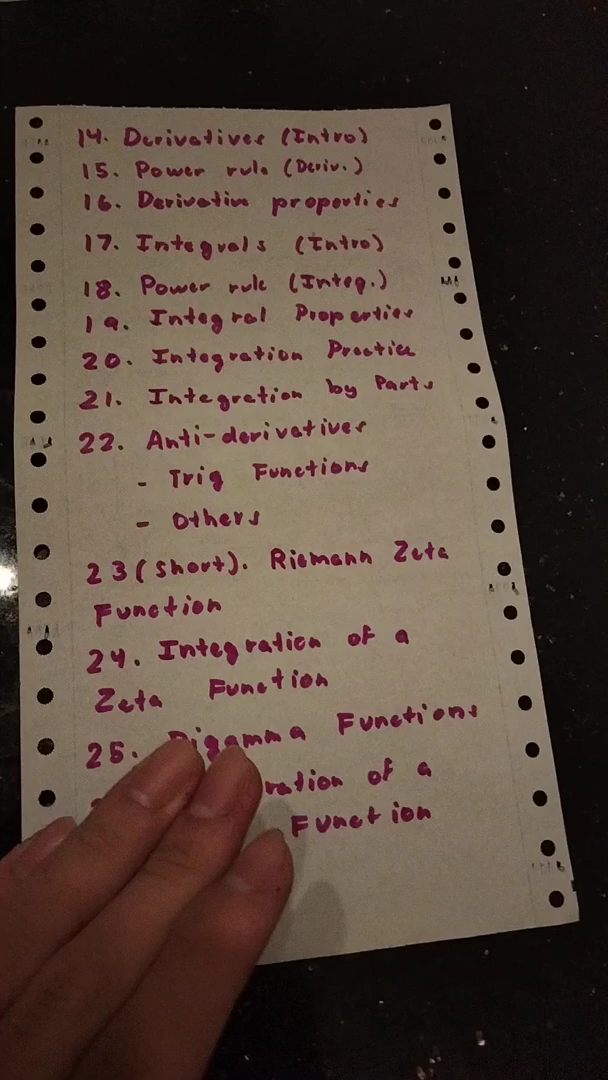 14. Derivatives (Intro)
15. Power rule (Deriv.)
16. Derivative properties
17. Integrals (Intro)
18. Power rule (Integ.)
19. Integral Properties
20. Integration Practice
21. Integration by Parts
22. Anti-derivatives
- Trig Functions
- Others
23 (short). Riemann Zeta
Function
24. Integration of a
Zeta Function
25. Digamma Functions
of a
Function